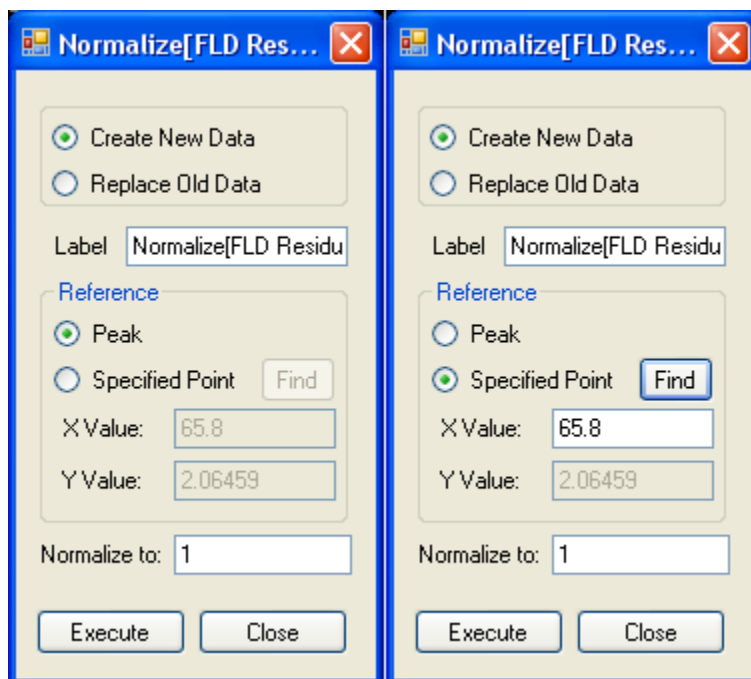 Normalize[FLD Res...
Create New Data
Replace Old Data
Label Normalize[FLD Residu
Reference
Peak
Specified Point Find
X Value: 65.8
Y Value: 2.06459
Normalize to: 1
Execute Close
Normalize[FLD Res...
Create New Data
Replace Old Data
Label Normalize[FLD Residu
Reference
Peak
Specified Point Find
X Value: 65.8
Y Value: 2.06459
Normalize to: 1
Execute Close